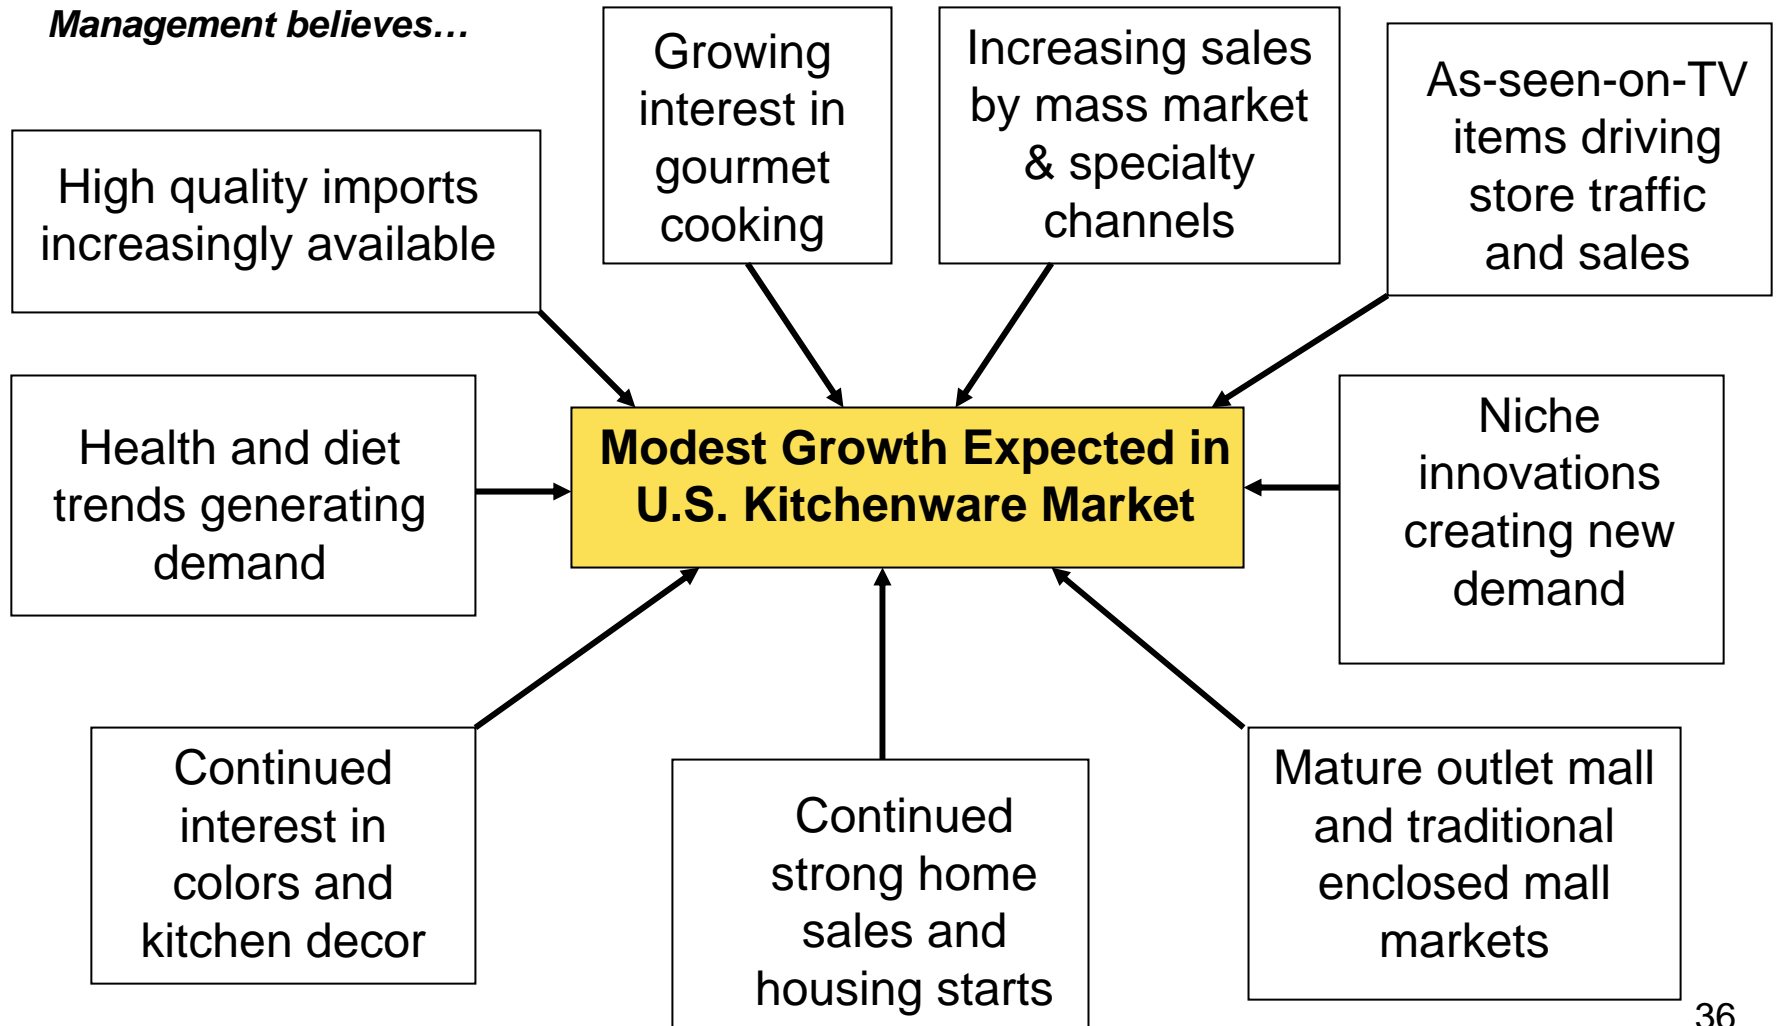 Management believes…
Growing
interest in
gourmet
cooking
Increasing sales
by mass market
& specialty
channels
As-seen-on-TV
items driving
store traffic
and sales
High quality imports
increasingly available
Health and diet
trends generating
demand
Modest Growth Expected in
U.S. Kitchenware Market
Niche
innovations
creating new
demand
Continued
interest in
colors and
kitchen decor
Continued
strong home
sales and
housing starts
Mature outlet mall
and traditional
enclosed mall
markets
36